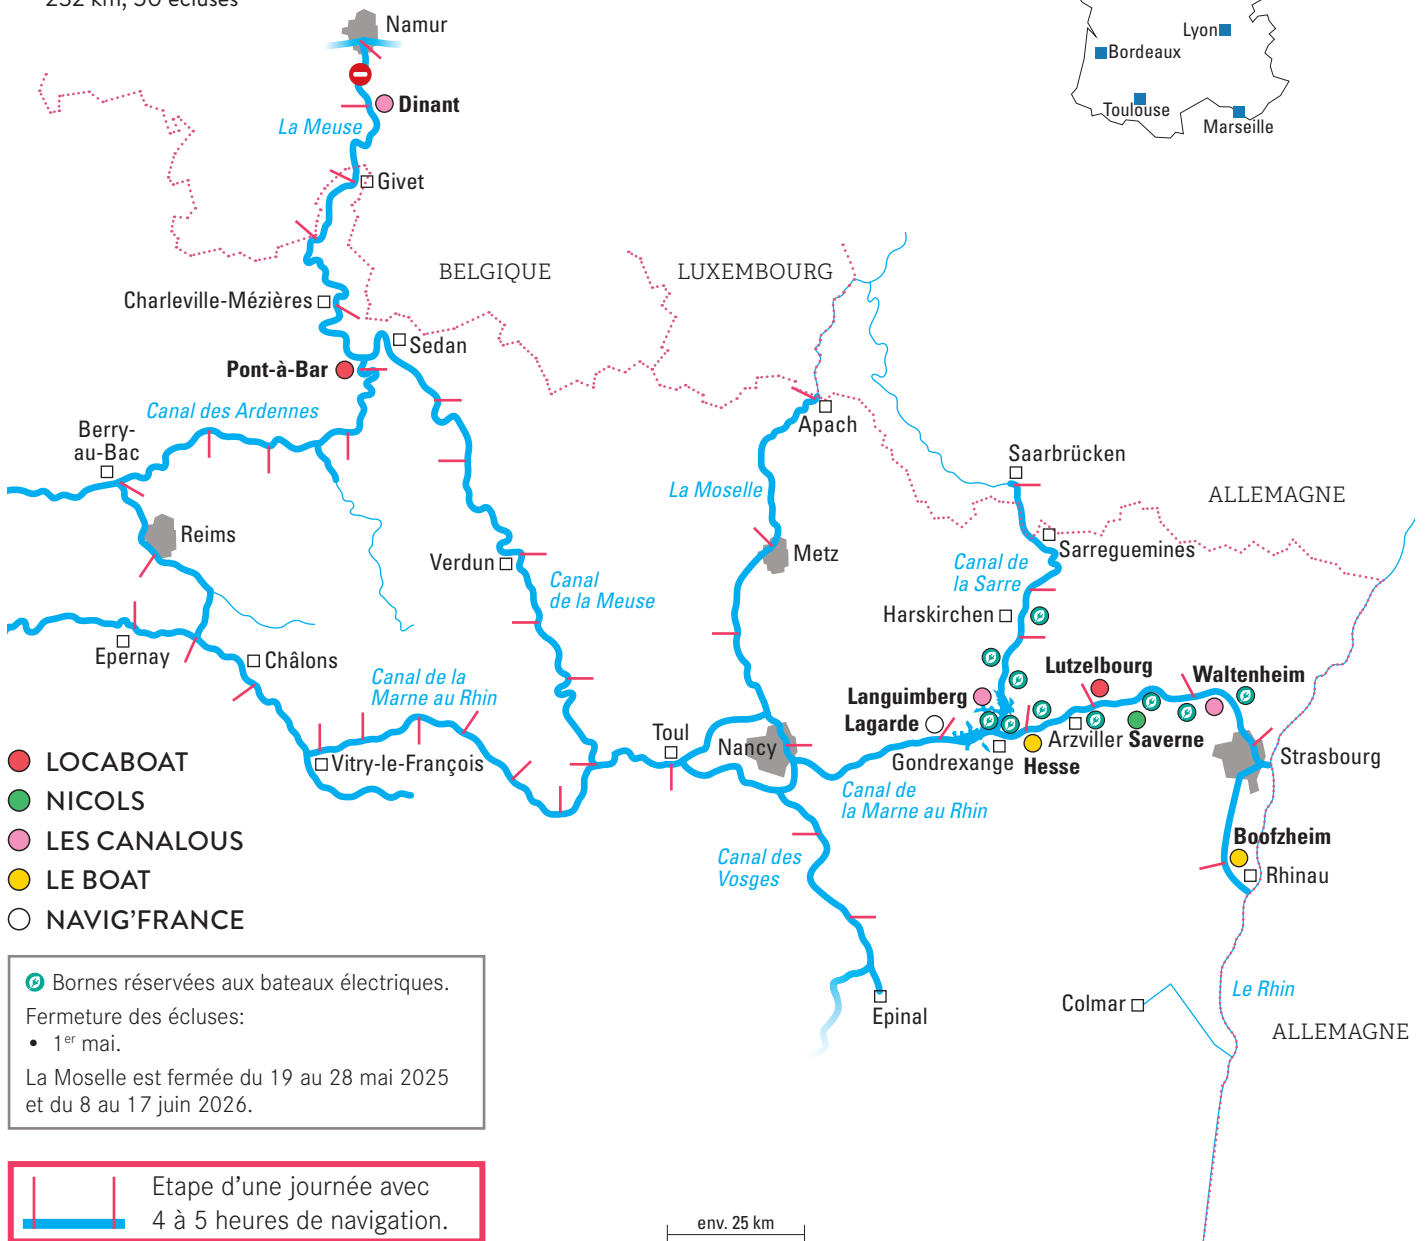 232 km, 50 écluses
Namur
Lyon
Bordeaux
Toulouse
Marseille
Dinant
La Meuse
Givet
BELGIQUE
LUXEMBOURG
Charleville-Mézières
Sedan
Pont-à-Bar
Canal des Ardennes
Berry-
au-Bac
Apach
Saarbrücken
La Moselle
ALLEMAGNE
Reims
Verdun
Metz
Sarreguemines
Canal
de la Meuse
Canal de
la Sarre
Harskirchen
Epernay
Châlons
Canal de la
Marne au Rhin
Lutzelbourg
Waltenheim
Languimberg
Lagarde
Toul
Nancy
Arzviller
Saverne
Gondrexange
Hesse
Strasbourg
Vitry-le-François
Canal de
la Marne au Rhin
LOCABOAT
NICOLS
LES CANALOUS
LE BOAT
NAVIG'FRANCE
Canal des
Vosges
Boofzheim
Rhinau
Bornes réservées aux bateaux électriques.
Fermeture des écluses:
• 1er mai.
La Moselle est fermée du 19 au 28 mai 2025
et du 8 au 17 juin 2026.
Epinal
Colmar
Le Rhin
ALLEMAGNE
Etape d'une journée avec
4 à 5 heures de navigation.
env. 25 km